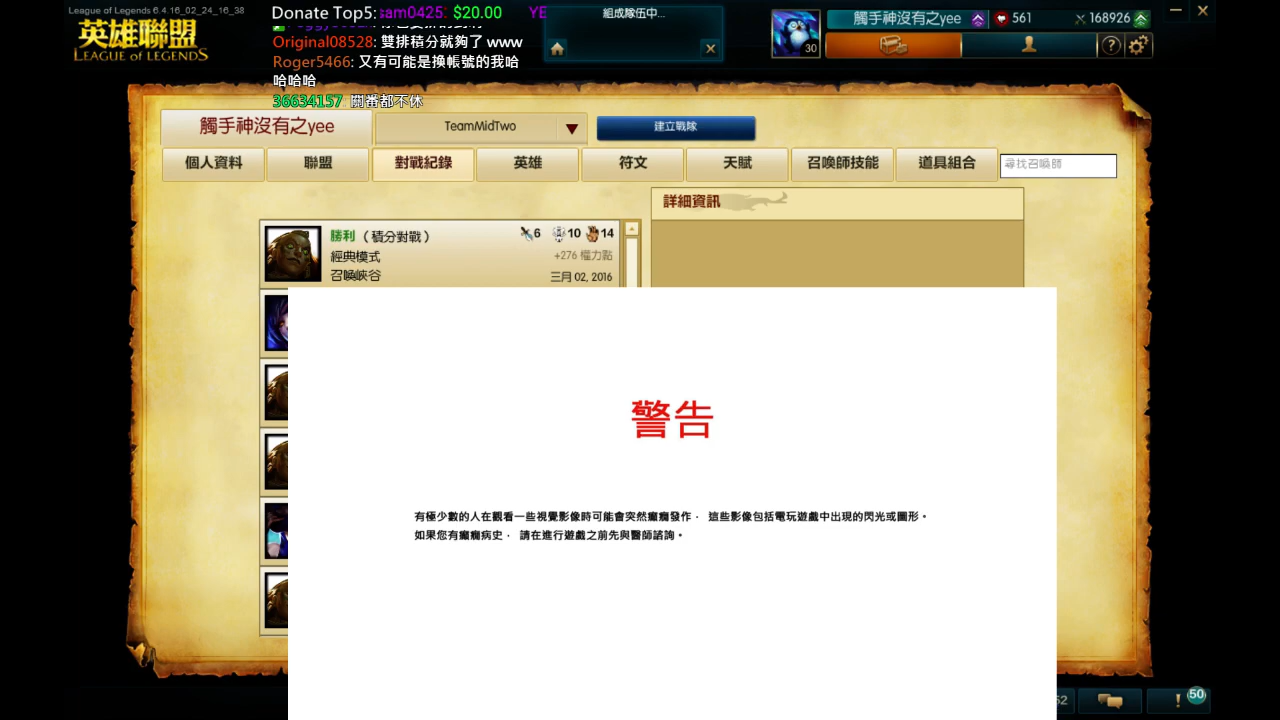 League of Legends 6.4.16_02_24_16_38
英雄聯盟
LEAGUE of LEGENDS
Donate Top5:
sam0425: $20.00
YE
Original08528: 雙排積分就夠了 www
Roger5466: 又有可能是換帳號的我哈
哈哈哈
36634157: 關番都不休
組成隊伍中...
30
觸手神沒有之yee
561
168926
?
觸手神沒有之yee
TeamMidTwo
建立戰隊
個人資料
聯盟
對戰紀錄
英雄
符文
天賦
召喚師技能
道具組合
尋找召喚師
詳細資訊
勝利 (積分對戰)
6 10 14
經典模式
+276 權力點
召喚峽谷
三月 02, 2016
警告
有極少數的人在觀看一些視覺影像時可能會突然癲癇發作， 這些影像包括電玩遊戲中出現的閃光或圖形。
如果您有癲癇病史， 請在進行遊戲之前先與醫師諮詢。
50